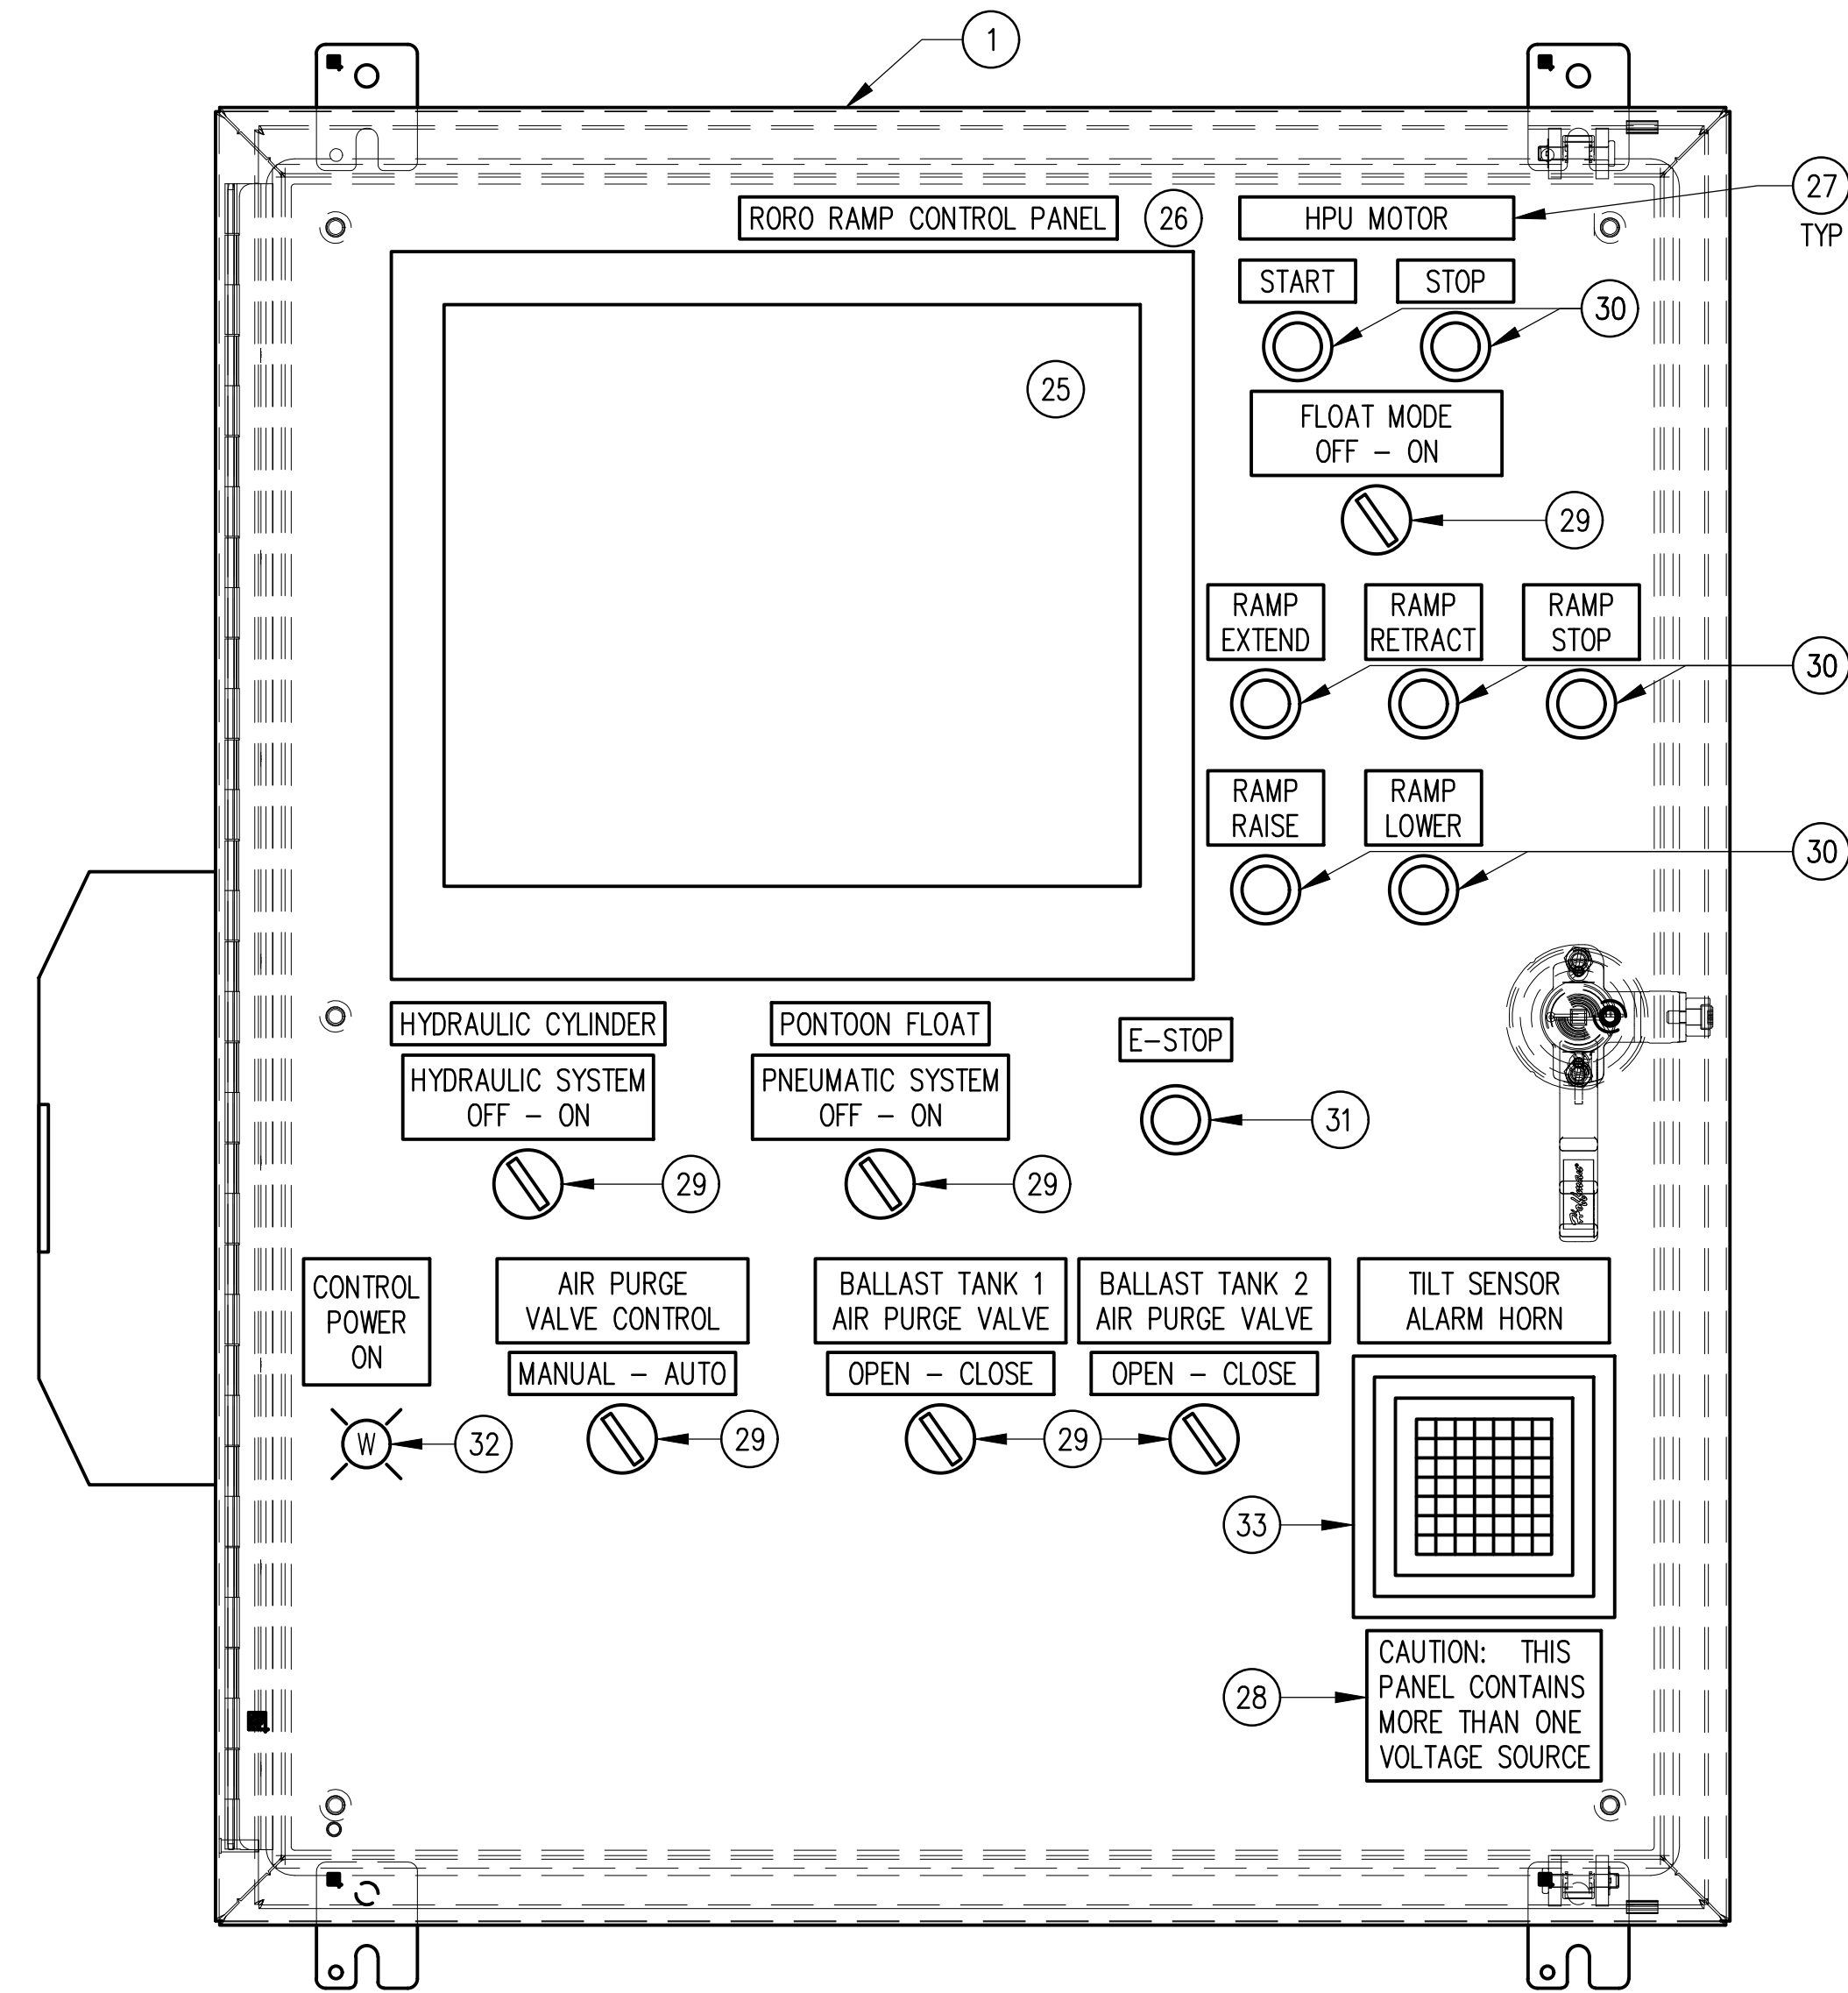 1
27
TYP
RORO RAMP CONTROL PANEL
26
HPU MOTOR
START
STOP
30
25
FLOAT MODE
OFF – ON
29
RAMP
EXTEND
RAMP
RETRACT
RAMP
STOP
30
RAMP
RAISE
RAMP
LOWER
30
HYDRAULIC CYLINDER
PONTOON FLOAT
E–STOP
HYDRAULIC SYSTEM
OFF – ON
PNEUMATIC SYSTEM
OFF – ON
31
29
29
Hoffman
CONTROL
POWER
ON
AIR PURGE
VALVE CONTROL
BALLAST TANK 1
AIR PURGE VALVE
BALLAST TANK 2
AIR PURGE VALVE
TILT SENSOR
ALARM HORN
MANUAL – AUTO
OPEN – CLOSE
OPEN – CLOSE
W
32
29
29
33
28
CAUTION: THIS
PANEL CONTAINS
MORE THAN ONE
VOLTAGE SOURCE